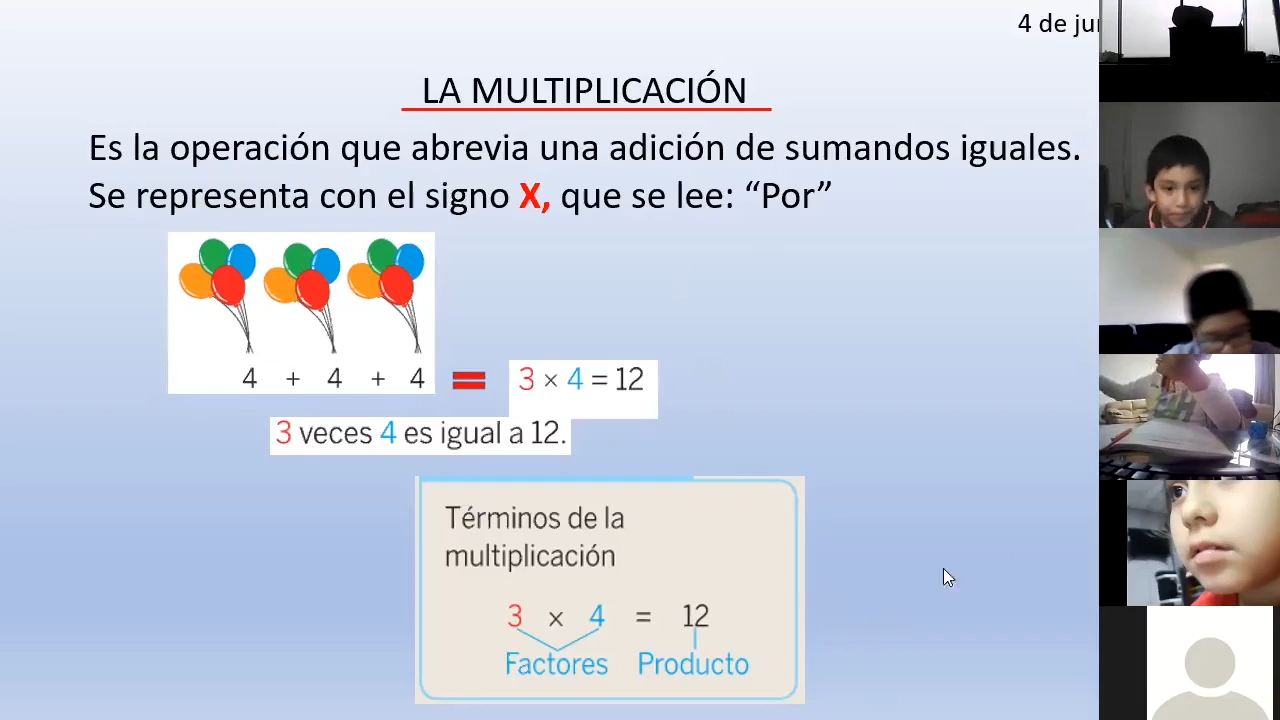 4 de
LA MULTIPLICACIÓN
Es la operación que abrevia una adición de sumandos iguales.
Se representa con el signo X, que se lee: “Por”
4 + 4 + 4 = 3 × 4 = 12
3 veces 4 es igual a 12.
Términos de la
multiplicación
3 × 4 = 12
Factores Producto